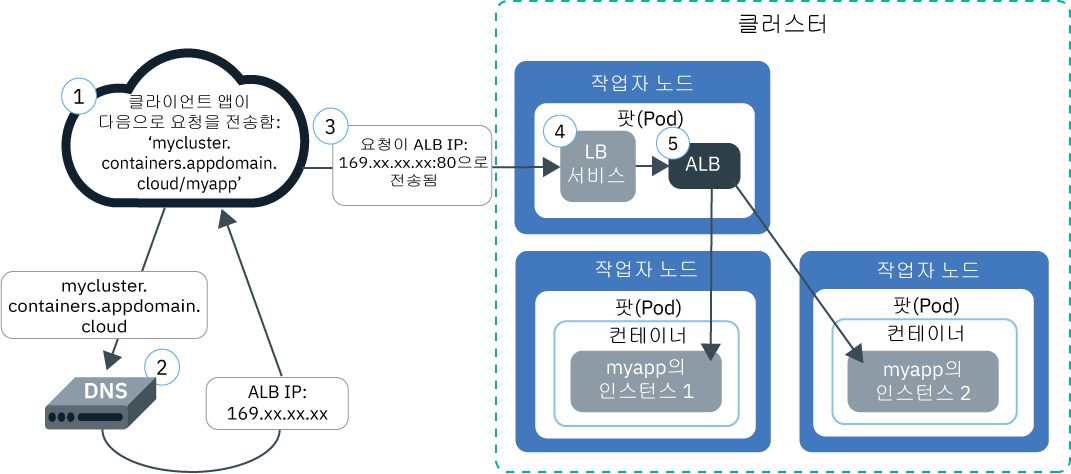 클러스터
1
클라이언트 앱이
다음으로 요청을 전송함:
‘mycluster.
containers.appdomain.
cloud/myapp’
3
요청이 ALB IP:
169.xx.xx.xx:80으로
전송됨
작업자 노드
팟(Pod)
4
LB
서비스
5
ALB
mycluster.
containers.appdomain.
cloud
2
DNS
ALB IP:
169.xx.xx.xx
작업자 노드
팟(Pod)
컨테이너
myapp의
인스턴스 1
작업자 노드
팟(Pod)
컨테이너
myapp의
인스턴스 2